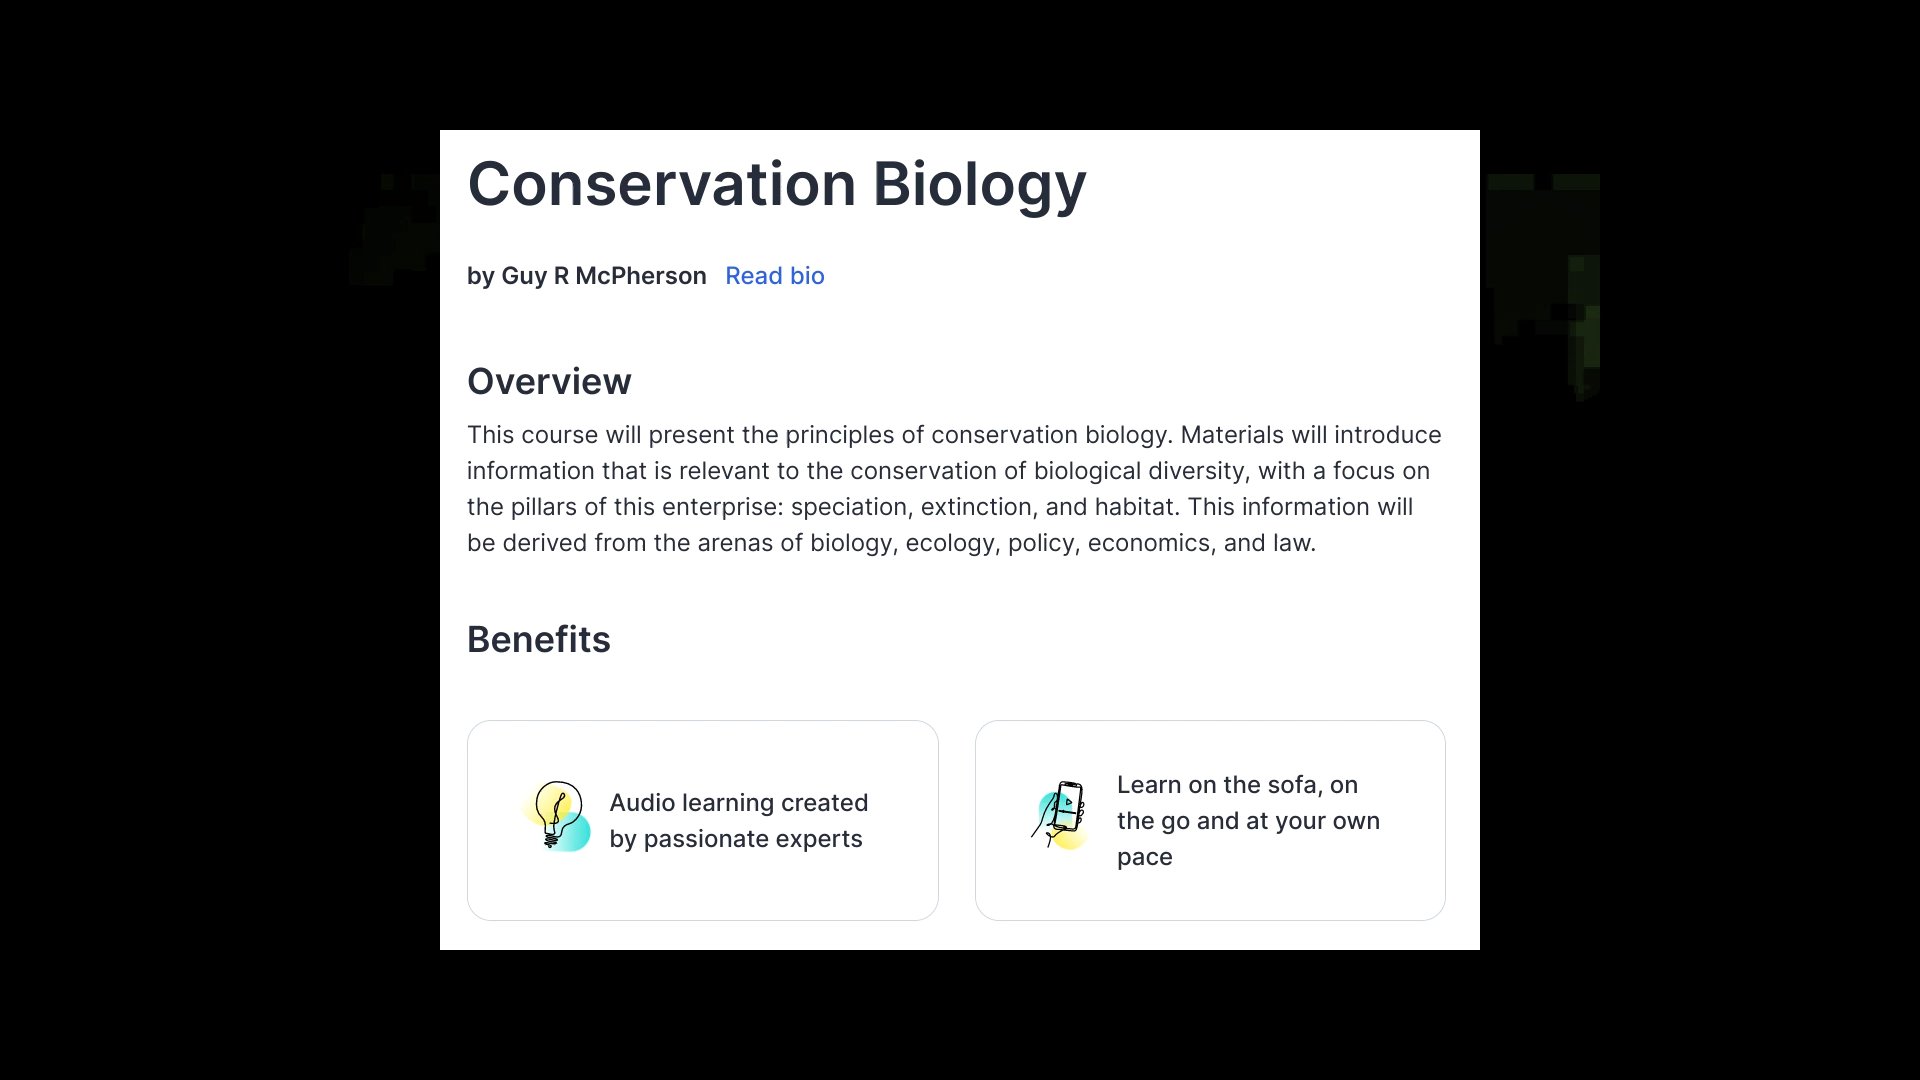 Conservation Biology
by Guy R McPherson Read bio
Overview
This course will present the principles of conservation biology. Materials will introduce
information that is relevant to the conservation of biological diversity, with a focus on
the pillars of this enterprise: speciation, extinction, and habitat. This information will
be derived from the arenas of biology, ecology, policy, economics, and law.
Benefits
Audio learning created
by passionate experts
Learn on the sofa, on
the go and at your own
pace